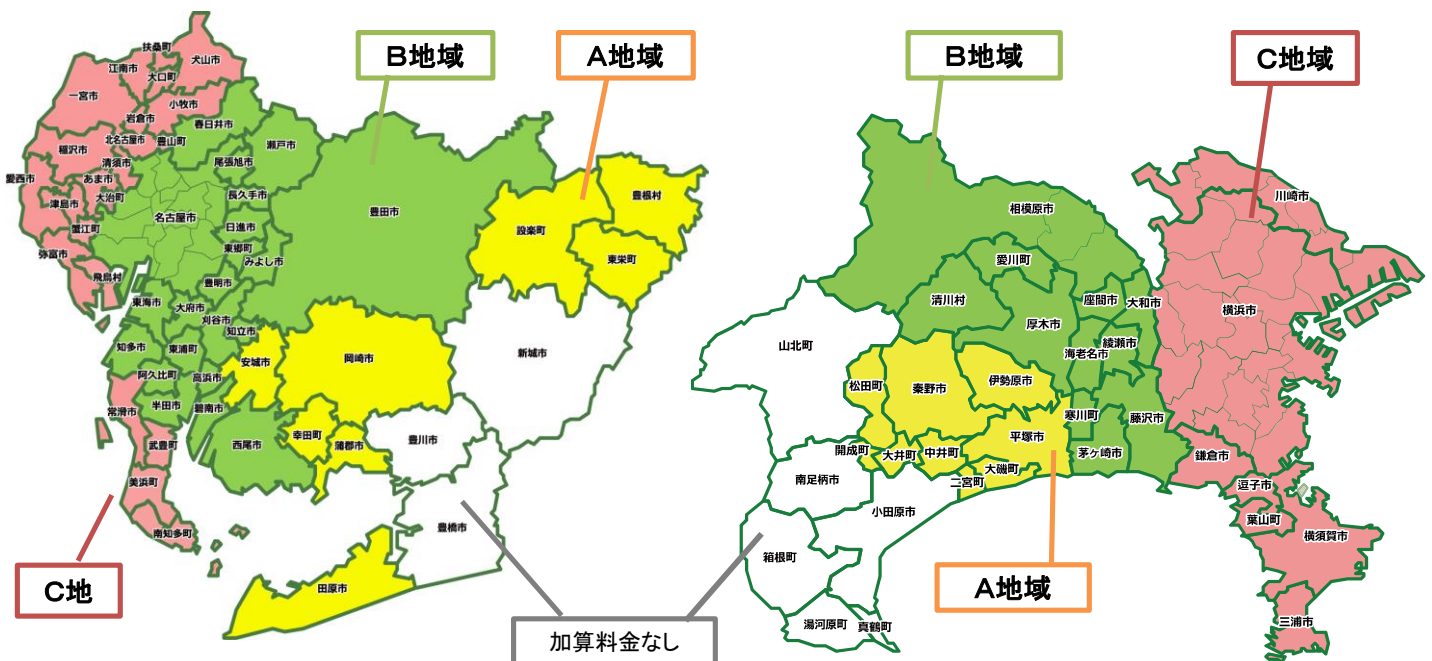 B地域
A地域
B地域
C地域
扶桑町
犬山市
江南市
大口町
一宮市
小牧市
岩倉市
春日井市
北名古屋市
豊山町
瀬戸市
稲沢市
清須市
尾張旭市
愛西市
あま市
長久手市
津島市
大治町
名古屋市
豊田市
日進市
蟹江町
東郷町
みよし市
弥富市
飛島村
豊明市
東海市
大府市
刈谷市
知立市
知多市
東浦町
安城市
岡崎市
阿久比町
高浜市
常滑市
半田市
碧南市
武豊町
西尾市
幸田町
蒲郡市
豊川市
美浜町
南知多町
豊橋市
田原市
設楽町
豊根村
東栄町
新城市
C地
加算料金なし
川崎市
相模原市
愛川町
清川村
座間市
大和市
厚木市
横浜市
綾瀬市
海老名市
山北町
松田町
秦野市
伊勢原市
寒川町
藤沢市
平塚市
茅ヶ崎市
開成町
大井町
中井町
大磯町
二宮町
鎌倉市
南足柄市
逗子市
小田原市
葉山町
横須賀市
箱根町
A地域
湯河原町
真鶴町
三浦市